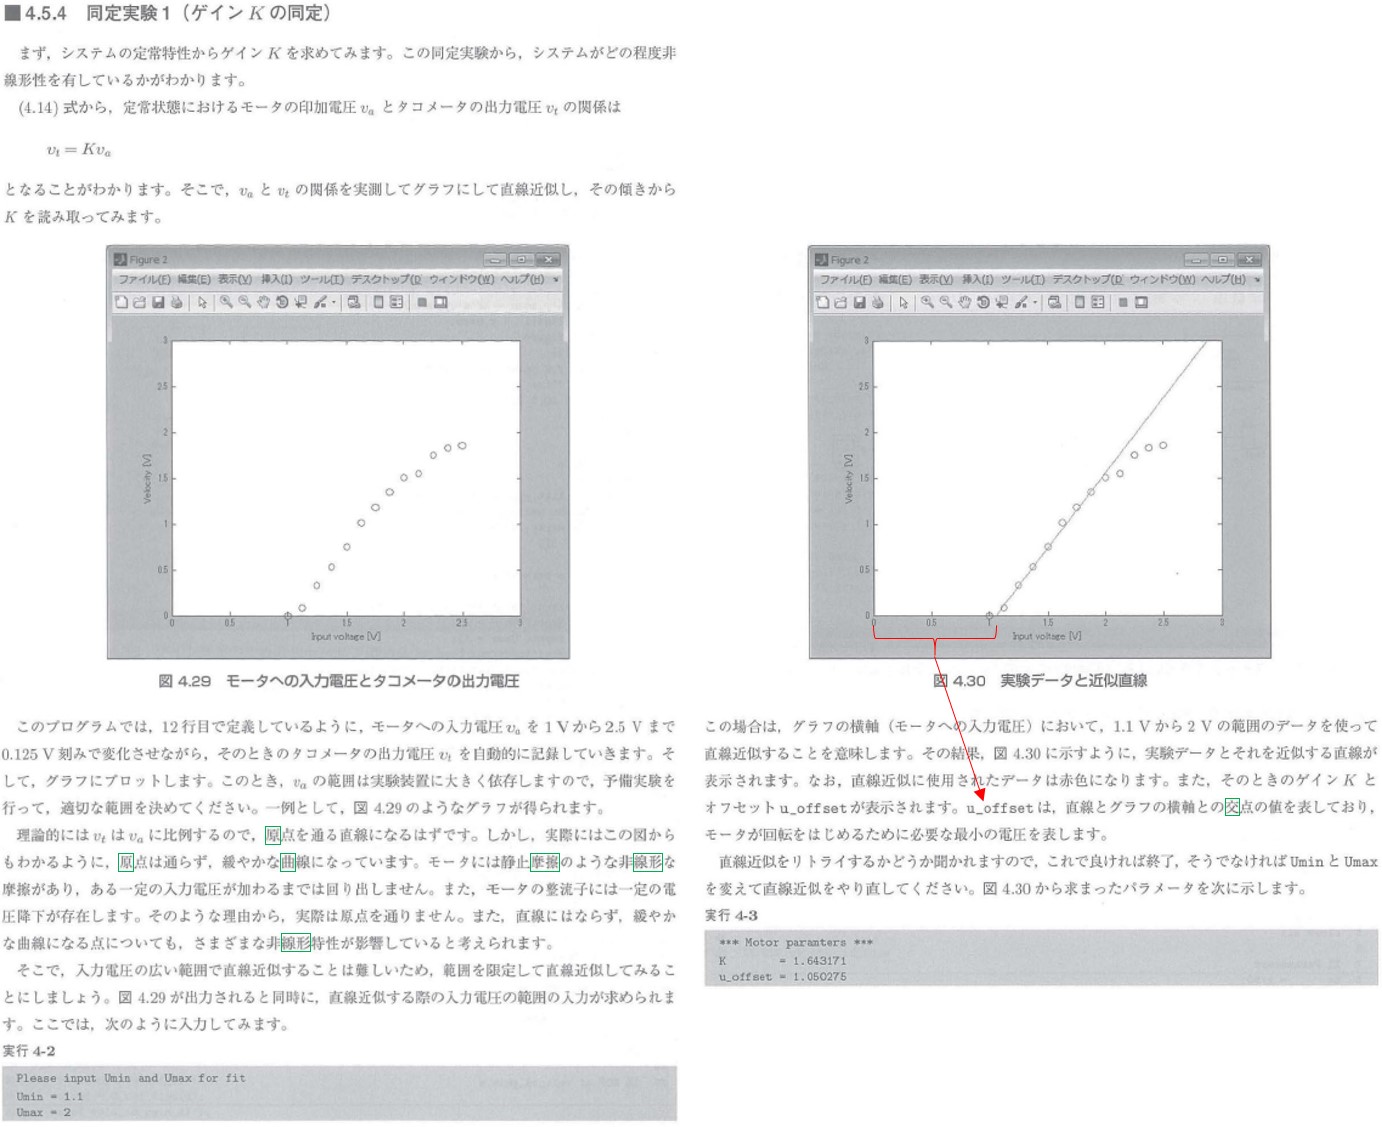 ■ 4.5.4 同定実験1（ゲイン K の同定）
まず，システムの定常特性からゲイン K を求めてみます。この同定実験から，システムがどの程度非
線形性を有しているかがわかります。
(4.14) 式から，定常状態におけるモータの印加電圧 va とタコメータの出力電圧 vt の関係は
vt = Kva
となることがわかります。そこで，va と vt の関係を実測してグラフにして直線近似し，その傾きから
K を読み取ってみます。
Figure 2
ファイル(F) 編集(E) 表示(V) 挿入(I) ツール(T) デスクトップ(D) ウィンドウ(W) ヘルプ(H)
3
2.5
2
1.5
1
0.5
0
Velocity [V]
0 0.5 1 1.5 2 2.5 3
Input voltage [V]
図 4.29 モータへの入力電圧とタコメータの出力電圧
このプログラムでは，12 行目で定義しているように，モータへの入力電圧 va を 1 V から 2.5 V まで
0.125 V 刻みで変化させながら，そのときのタコメータの出力電圧 vt を自動的に記録していきます。そ
して，グラフにプロットします。このとき，va の範囲は実験装置に大きく依存しますので，予備実験を
行って，適切な範囲を決めてください。一例として，図 4.29 のようなグラフが得られます。
理論的には vt は va に比例するので，原点を通る直線になるはずです。しかし，実際にはこの図から
もわかるように，原点は通らず，緩やかな曲線になっています。モータには静止摩擦のような非線形な
摩擦があり，ある一定の入力電圧が加わるまでは回り出しません。また，モータの整流子には一定の電
圧降下が存在します。そのような理由から，実際は原点を通りません。また，直線にはならず，緩やか
な曲線になる点についても，さまざまな非線形特性が影響していると考えられます。
そこで，入力電圧の広い範囲で直線近似することは難しいため，範囲を限定して直線近似してみるこ
とにしましょう。図 4.29 が出力されると同時に，直線近似する際の入力電圧の範囲の入力が求められま
す。ここでは，次のように入力してみます。
実行 4-2
Please input Umin and Umax for fit
Umin = 1.1
Umax = 2
Figure 2
ファイル(F) 編集(E) 表示(V) 挿入(I) ツール(T) デスクトップ(D) ウィンドウ(W) ヘルプ(H)
3
2.5
2
1.5
1
0.5
0
Velocity [V]
0 0.5 1 1.5 2 2.5 3
Input voltage [V]
図 4.30 実験データと近似直線
この場合は，グラフの横軸（モータへの入力電圧）において，1.1 V から 2 V の範囲のデータを使って
直線近似することを意味します。その結果，図 4.30 に示すように，実験データとそれを近似する直線が
表示されます。なお，直線近似に使用されたデータは赤色になります。また，そのときのゲイン K と
オフセット u_offset が表示されます。u_offset は，直線とグラフの横軸との交点の値を表しており，
モータが回転をはじめるために必要な最小の電圧を表します。
直線近似をリトライするかどうか聞かれますので，これで良ければ終了，そうでなければ Umin と Umax
を変えて直線近似をやり直してください。図 4.30 から求まったパラメータを次に示します。
実行 4-3
*** Motor paramters ***
K = 1.643171
u_offset = 1.050275